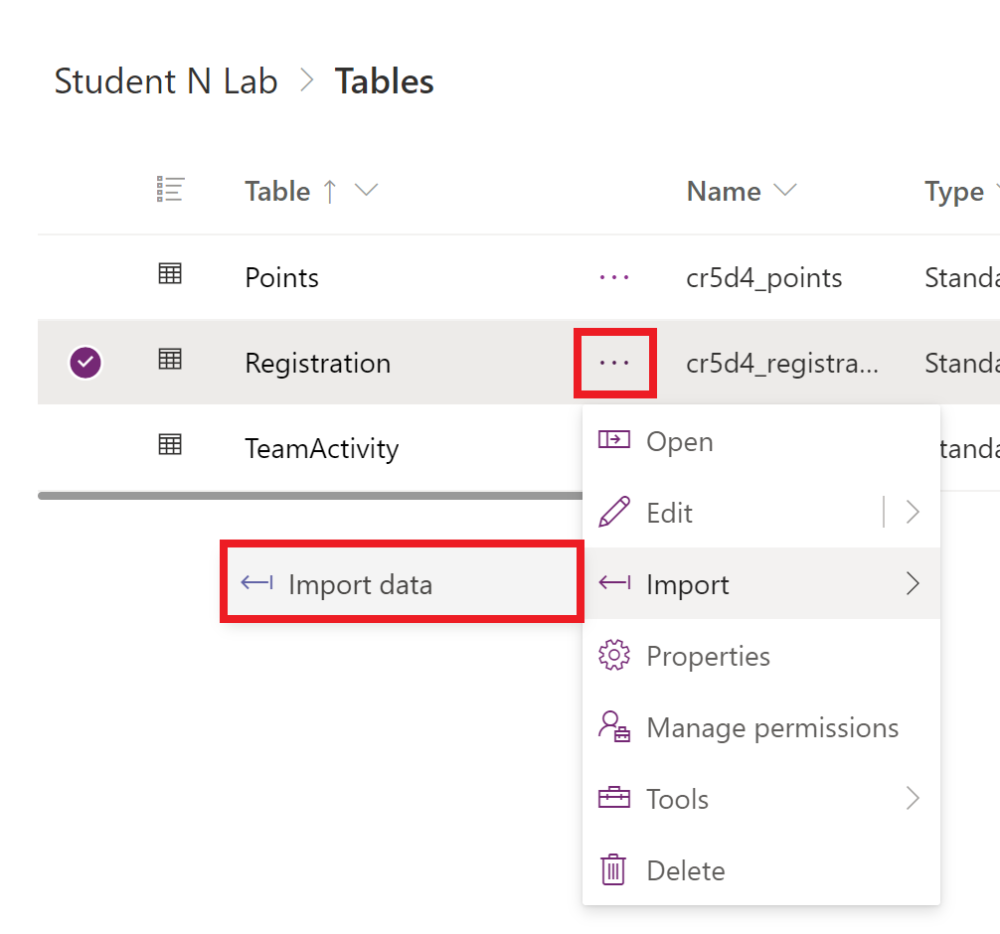 Student N Lab > Tables
Table ↑ Name Type
Points ... cr5d4_points Standa
Registration ... cr5d4_registra... Standa
TeamActivity tanda
Open
Edit
Import data Import
Properties
Manage permissions
Tools
Delete